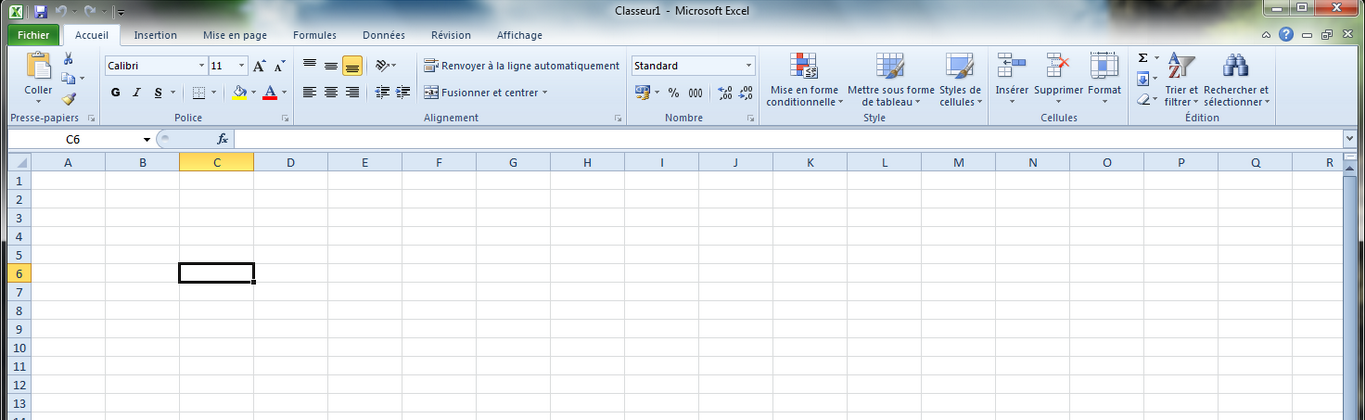 Classeur1 - Microsoft Excel
Fichier Accueil Insertion Mise en page Formules Données Révision Affichage
Coller
Presse-papiers
Calibri 11
G I S A
Police
Renvoyer à la ligne automatiquement
Fusionner et centrer
Alignement
Standard
% 000
Nombre
Mise en forme
conditionnelle
Mettre sous forme
de tableau
Styles de
cellules
Style
Insérer Supprimer Format
Cellules
Σ
Trier et
filtrer
Rechercher et
sélectionner
Édition
C6 fx
A B C D E F G H I J K L M N O P Q R
1
2
3
4
5
6
7
8
9
10
11
12
13